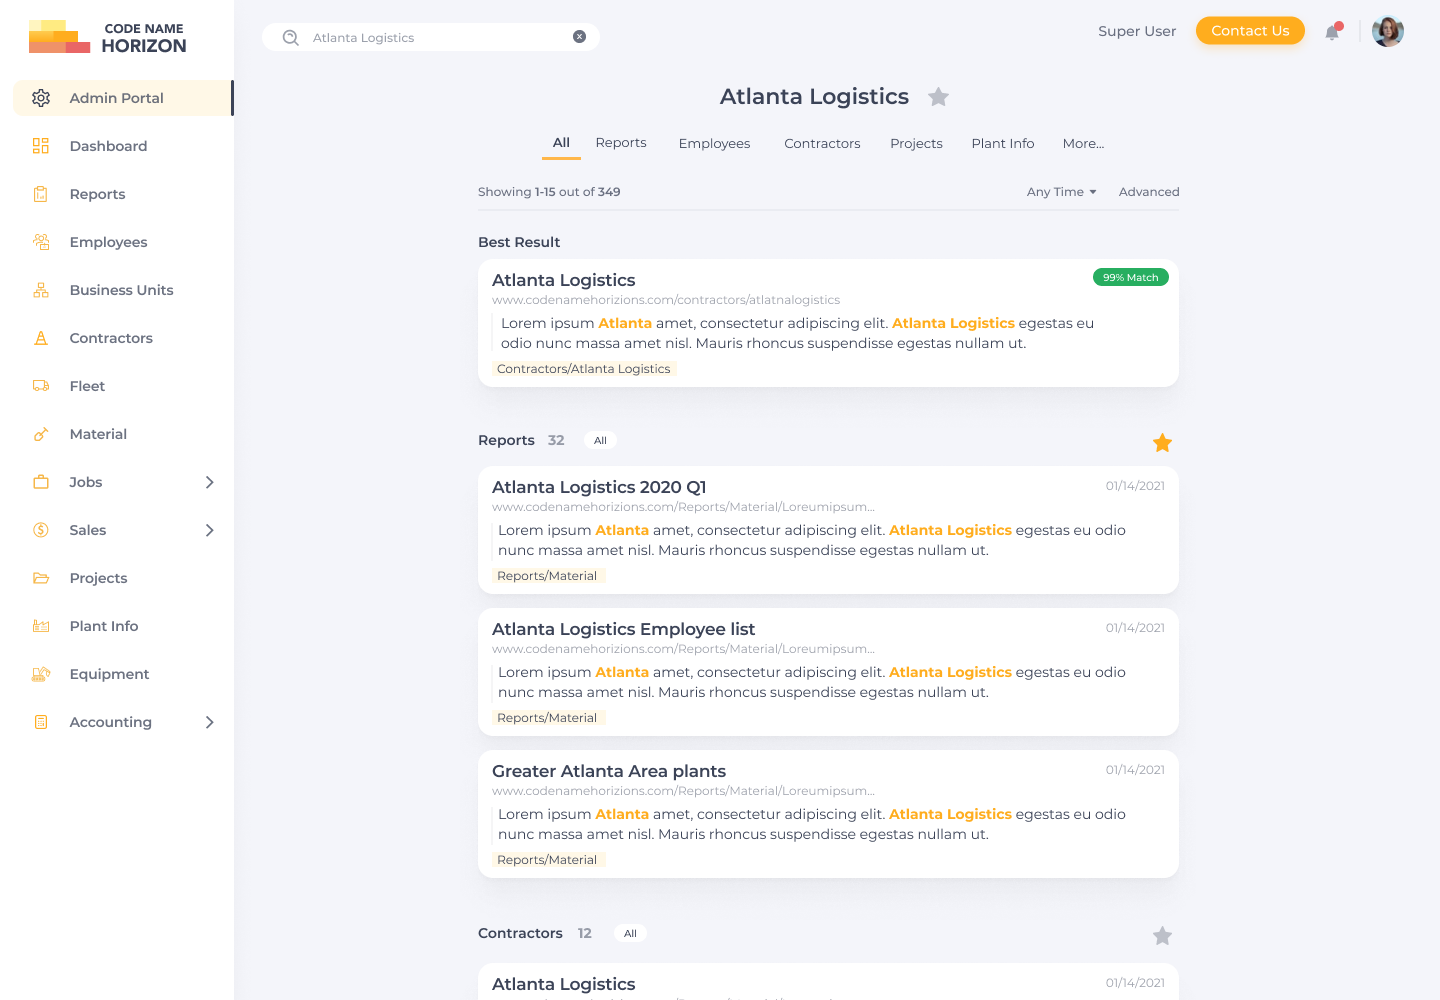 CODE NAME
HORIZON
Admin Portal
Dashboard
Reports
Employees
Business Units
Contractors
Fleet
Material
Jobs
Sales
Projects
Plant Info
Equipment
Accounting
Atlanta Logistics
Super User
Contact Us
Atlanta Logistics
All Reports Employees Contractors Projects Plant Info More...
Showing 1-15 out of 349
Any Time Advanced
Best Result
Atlanta Logistics
99% Match
www.codenamehorizions.com/contractors/atlatnalogistics
Lorem ipsum Atlanta amet, consectetur adipiscing elit. Atlanta Logistics egestas eu
odio nunc massa amet nisl. Mauris rhoncus suspendisse egestas nullam ut.
Contractors/Atlanta Logistics
Reports 32 All
Atlanta Logistics 2020 Q1
01/14/2021
www.codenamehorizions.com/Reports/Material/Loreumipsum...
Lorem ipsum Atlanta amet, consectetur adipiscing elit. Atlanta Logistics egestas eu odio
nunc massa amet nisl. Mauris rhoncus suspendisse egestas nullam ut.
Reports/Material
Atlanta Logistics Employee list
01/14/2021
www.codenamehorizions.com/Reports/Material/Loreumipsum...
Lorem ipsum Atlanta amet, consectetur adipiscing elit. Atlanta Logistics egestas eu odio
nunc massa amet nisl. Mauris rhoncus suspendisse egestas nullam ut.
Reports/Material
Greater Atlanta Area plants
01/14/2021
www.codenamehorizions.com/Reports/Material/Loreumipsum...
Lorem ipsum Atlanta amet, consectetur adipiscing elit. Atlanta Logistics egestas eu odio
nunc massa amet nisl. Mauris rhoncus suspendisse egestas nullam ut.
Reports/Material
Contractors 12 All
Atlanta Logistics
01/14/2021